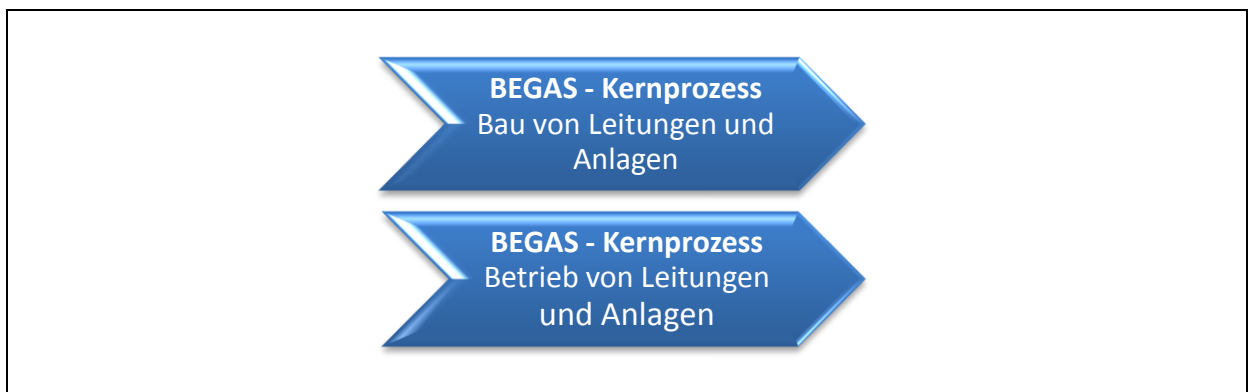 BEGAS - Kernprozess
Bau von Leitungen und
Anlagen
BEGAS - Kernprozess
Betrieb von Leitungen
und Anlagen